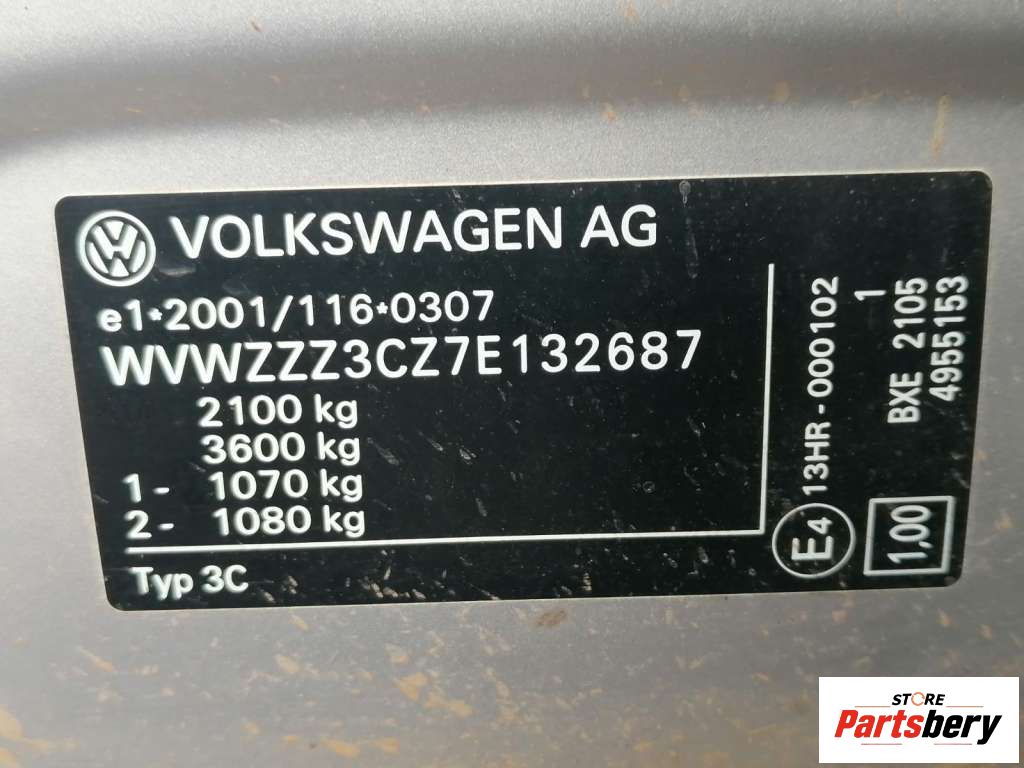 VOLKSWAGEN AG
e1*2001/116*0307
WVWZZZ3CZ7E132687
2100 kg
3600 kg
1- 1070 kg
2- 1080 kg
Typ 3C
E4 13HR-000102
1
BXE 2105
4955153
1,00
STORE
Partsbery